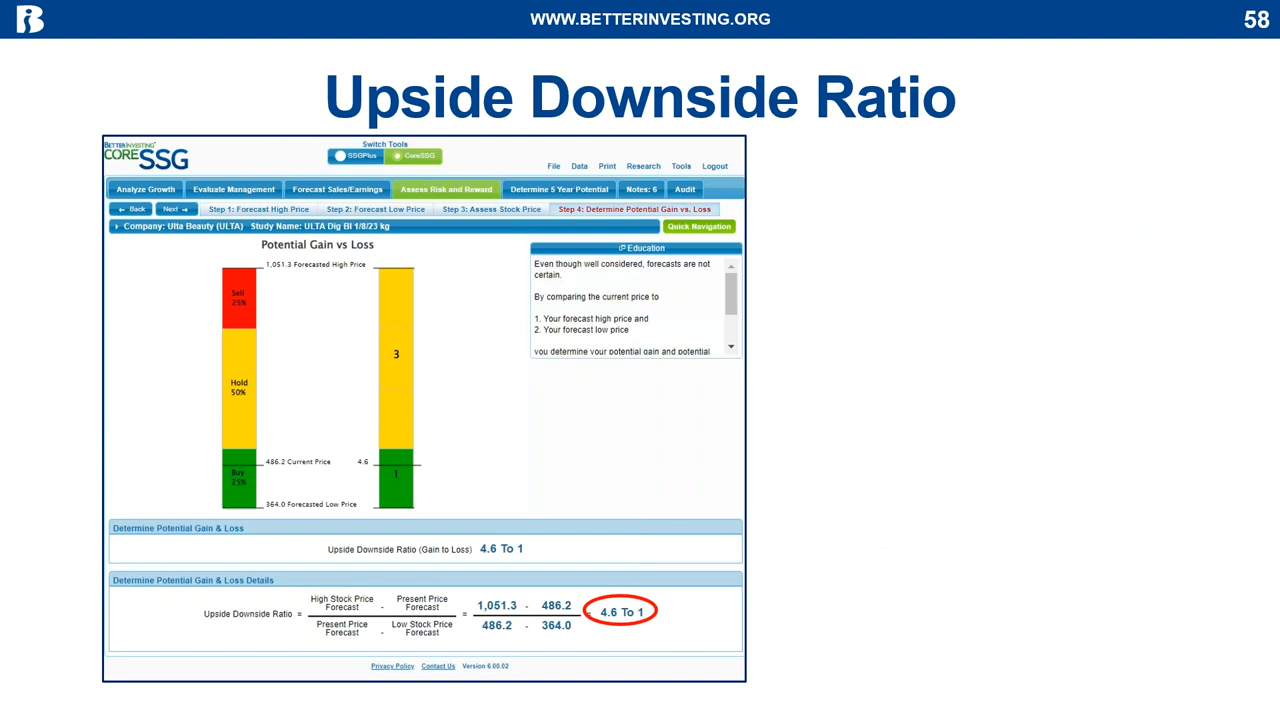 WWW.BETTERINVESTING.ORG
58
Upside Downside Ratio
BETTERINVESTING
CORESSG
Switch Tools
SSGPlus
CoreSSG
File Data Print Research Tools Logout
Analyze Growth Evaluate Management Forecast Sales/Earnings Assess Risk and Reward Determine 5 Year Potential Notes: 6 Audit
← Back Next → Step 1: Forecast High Price Step 2: Forecast Low Price Step 3: Assess Stock Price Step 4: Determine Potential Gain vs. Loss
Company: Ulta Beauty (ULTA) Study Name: ULTA Dig BI 1/8/23 kg
Quick Navigation
Potential Gain vs Loss
1,051.3 Forecasted High Price
Sell
25%
3
Hold
50%
486.2 Current Price 4.6
Buy
25%
1
364.0 Forecasted Low Price
Education
Even though well considered, forecasts are not
certain.
By comparing the current price to
1. Your forecast high price and
2. Your forecast low price
you determine your potential gain and potential
Determine Potential Gain & Loss
Upside Downside Ratio (Gain to Loss) 4.6 To 1
Determine Potential Gain & Loss Details
Upside Downside Ratio =
High Stock Price
Forecast
-
Present Price
Forecast
Present Price
Forecast
-
Low Stock Price
Forecast
=
1,051.3 - 486.2
486.2 - 364.0
= 4.6 To 1
Privacy Policy Contact Us Version 6.00.02